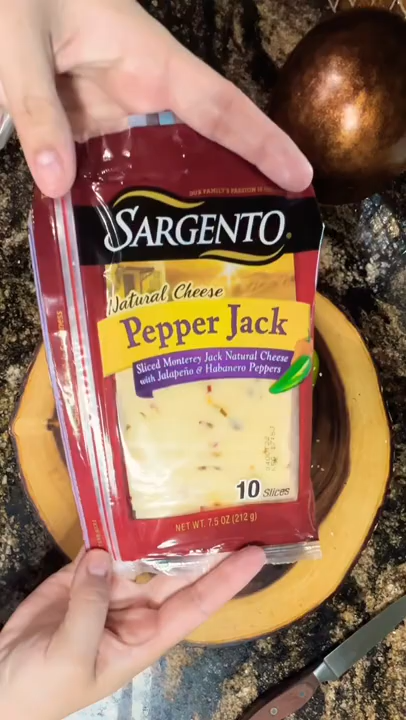 OUR FAMILY'S PASSION IS
SARGENTO®
Natural Cheese
Pepper Jack
Sliced Monterey Jack Natural Cheese
with Jalapeño & Habanero Peppers
10 Slices
NET WT. 7.5 OZ (212 g)